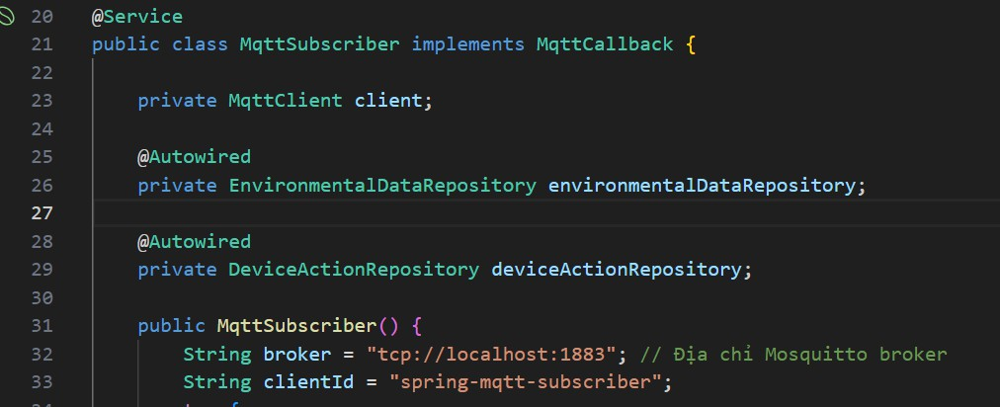 20 @Service
21 public class MqttSubscriber implements MqttCallback {
22
23 private MqttClient client;
24
25 @Autowired
26 private EnvironmentalDataRepository environmentalDataRepository;
27
28 @Autowired
29 private DeviceActionRepository deviceActionRepository;
30
31 public MqttSubscriber() {
32 String broker = "tcp://localhost:1883"; // Địa chỉ Mosquitto broker
33 String clientId = "spring-mqtt-subscriber";